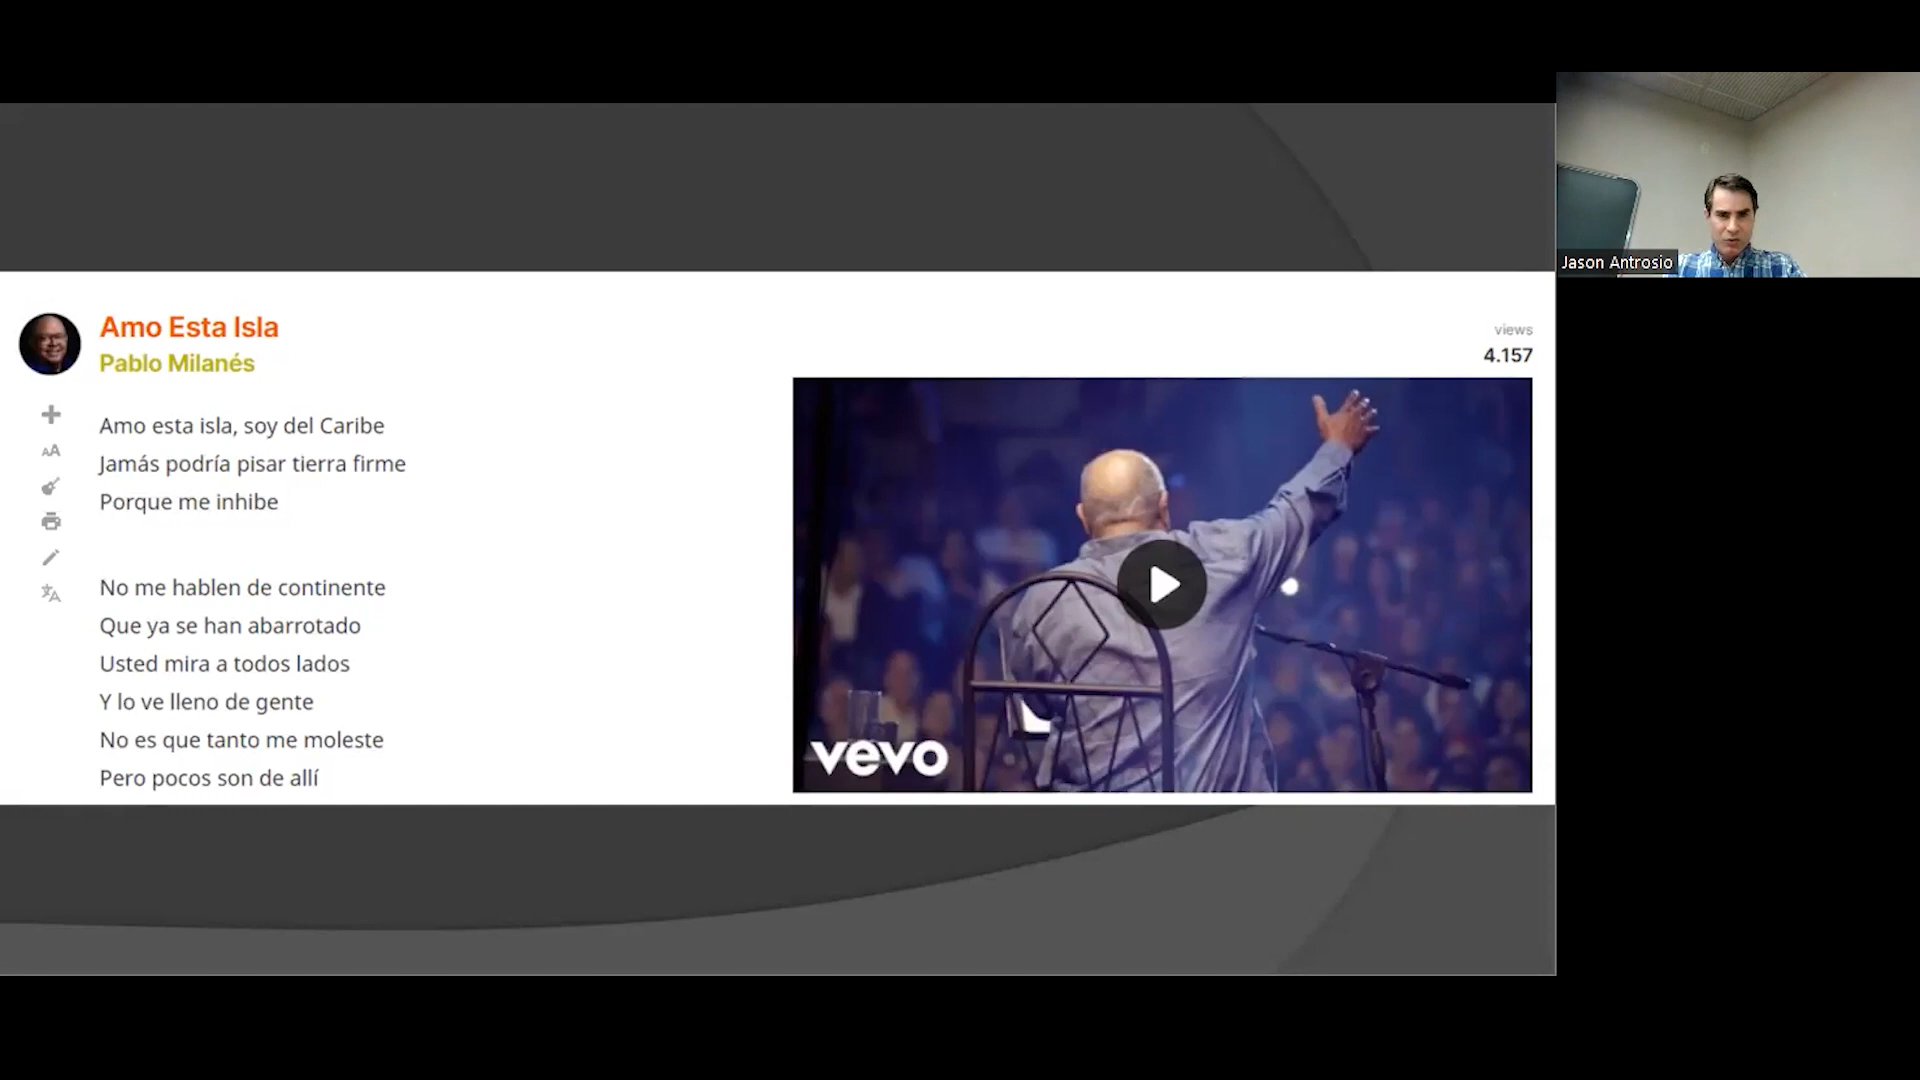 Amo Esta Isla
Pablo Milanés
views
4.157
AA
Amo esta isla, soy del Caribe
Jamás podría pisar tierra firme
Porque me inhibe
No me hablen de continente
Que ya se han abarrotado
Usted mira a todos lados
Y lo ve lleno de gente
No es que tanto me moleste
Pero pocos son de allí
vevo
Jason Antrosio